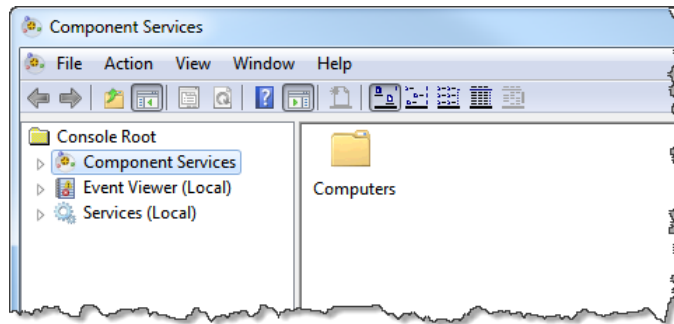 Component Services
File Action View Window Help
Console Root
Component Services
Event Viewer (Local)
Services (Local)
Computers